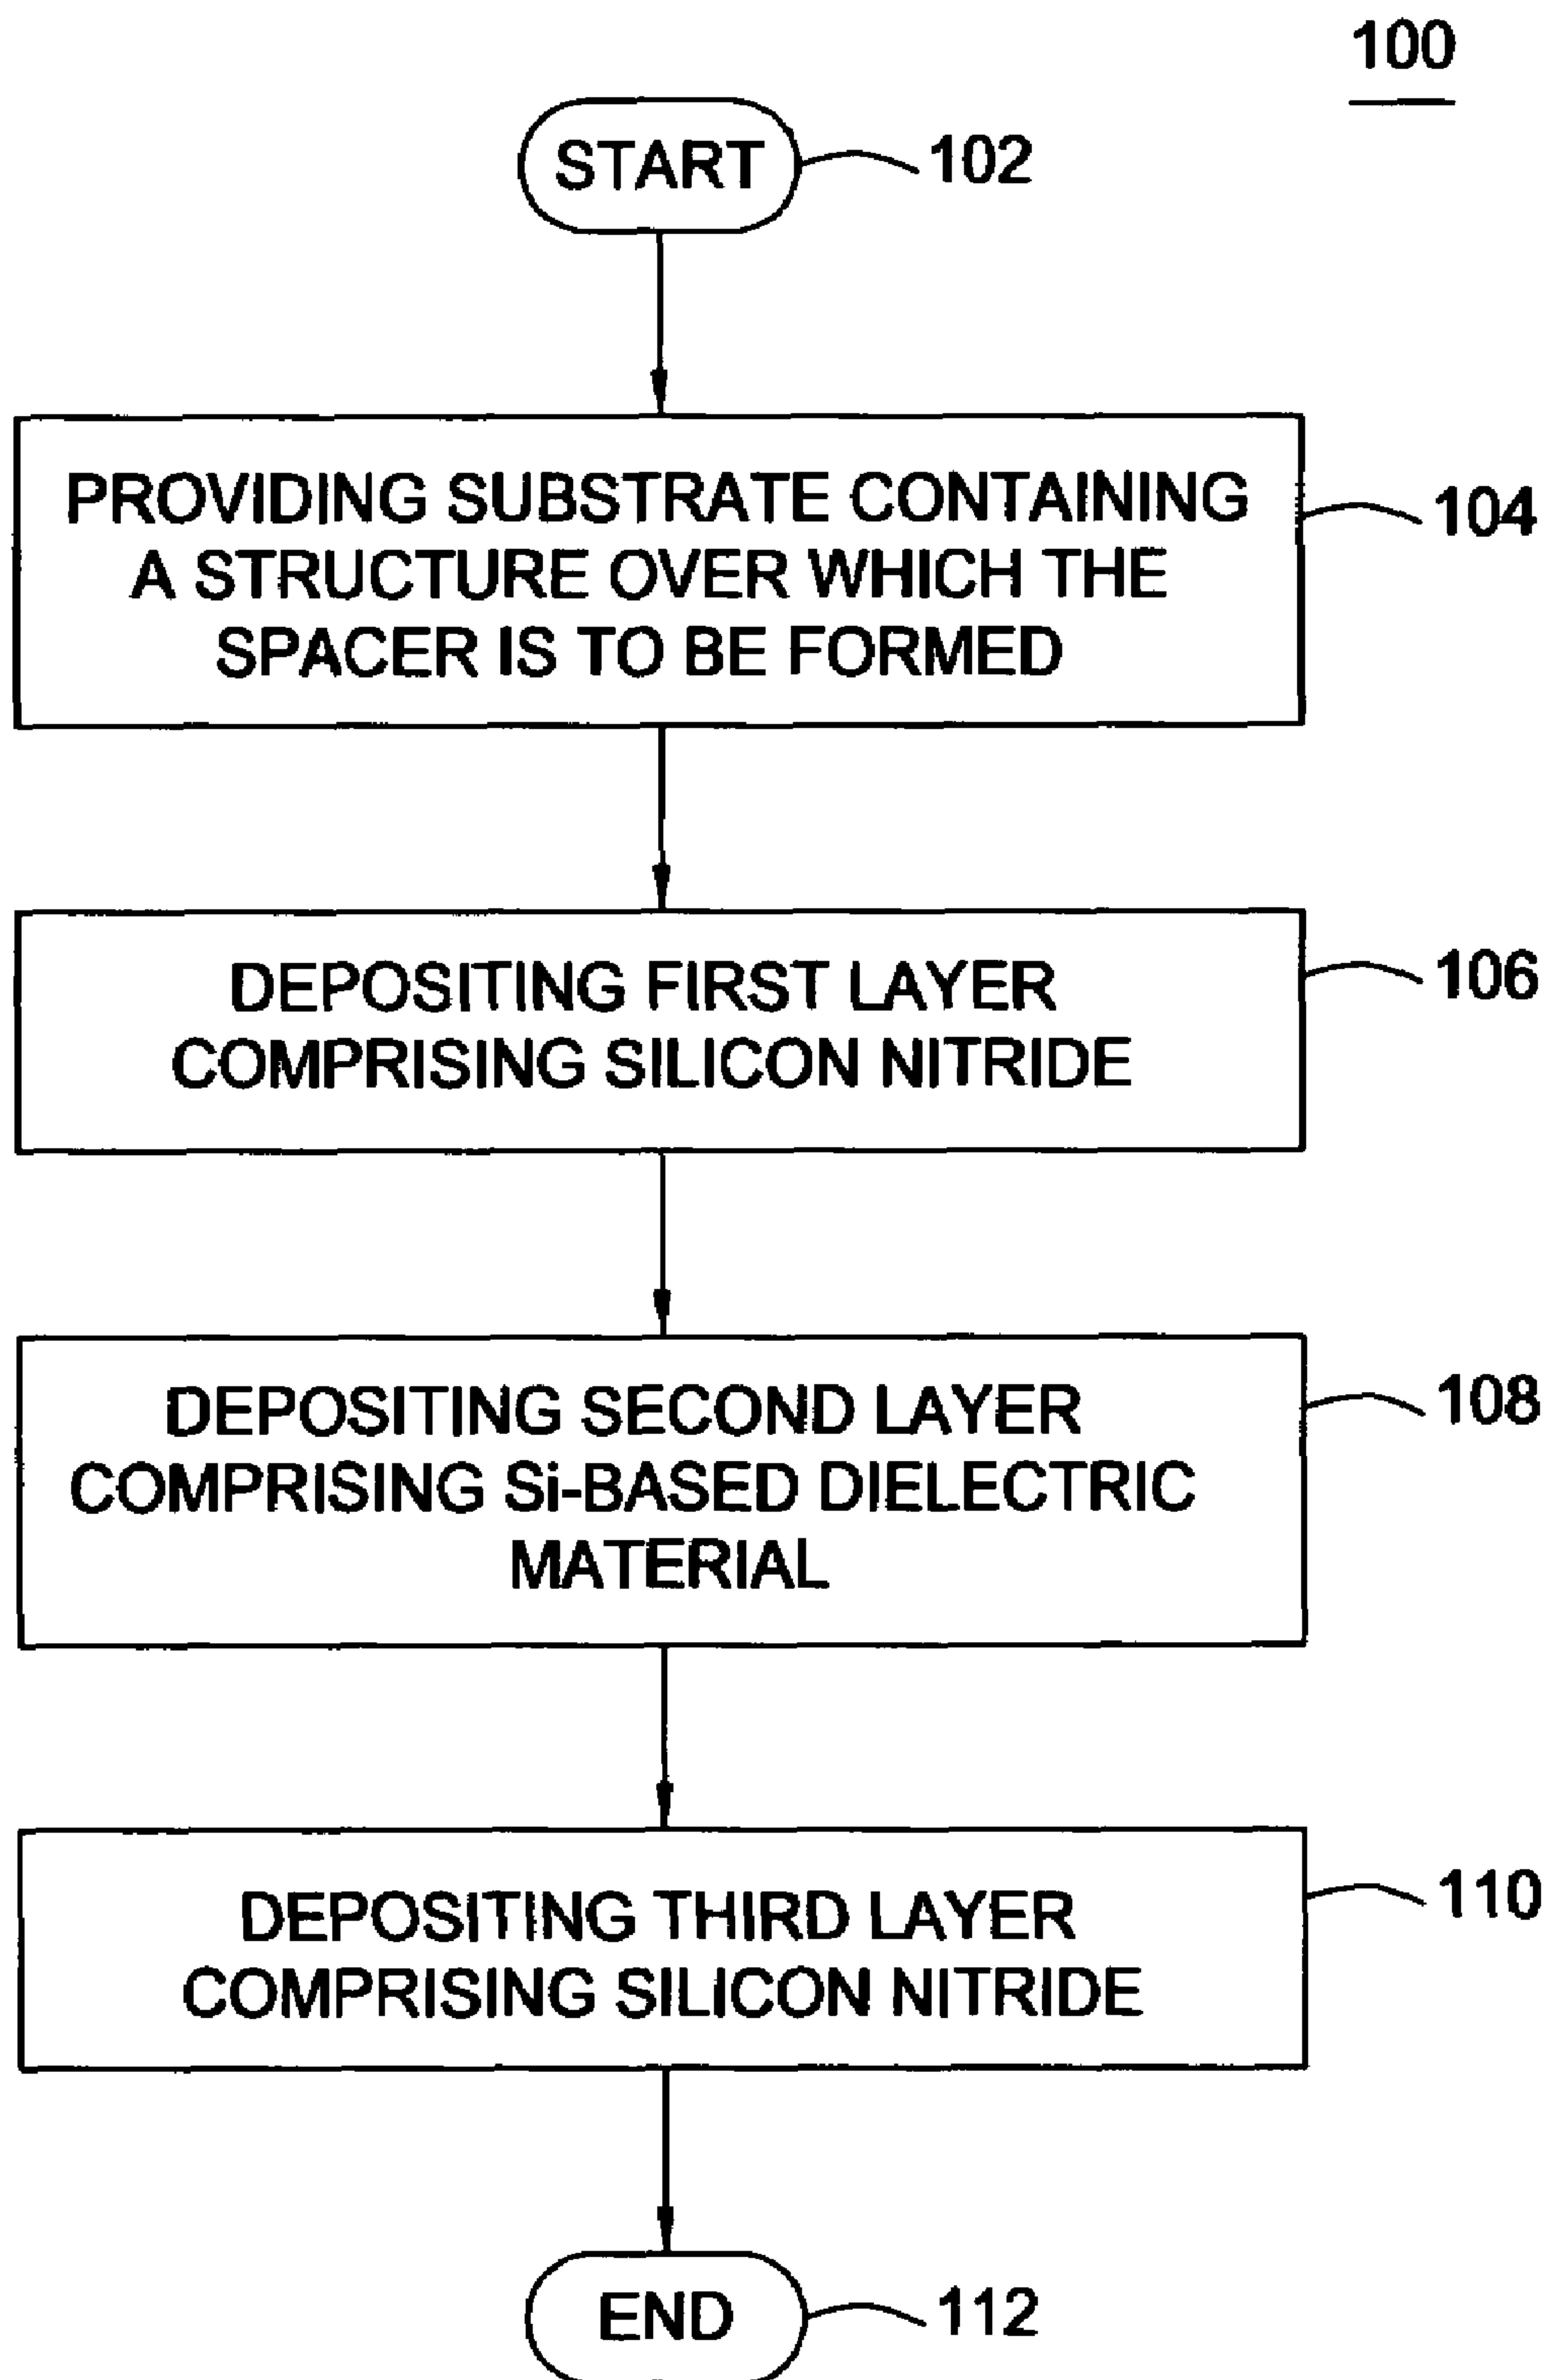 100
START
102
PROVIDING SUBSTRATE CONTAINING
A STRUCTURE OVER WHICH THE
SPACER IS TO BE FORMED
104
DEPOSITING FIRST LAYER
COMPRISING SILICON NITRIDE
106
DEPOSITING SECOND LAYER
COMPRISING Si-BASED DIELECTRIC
MATERIAL
108
DEPOSITING THIRD LAYER
COMPRISING SILICON NITRIDE
110
END
112